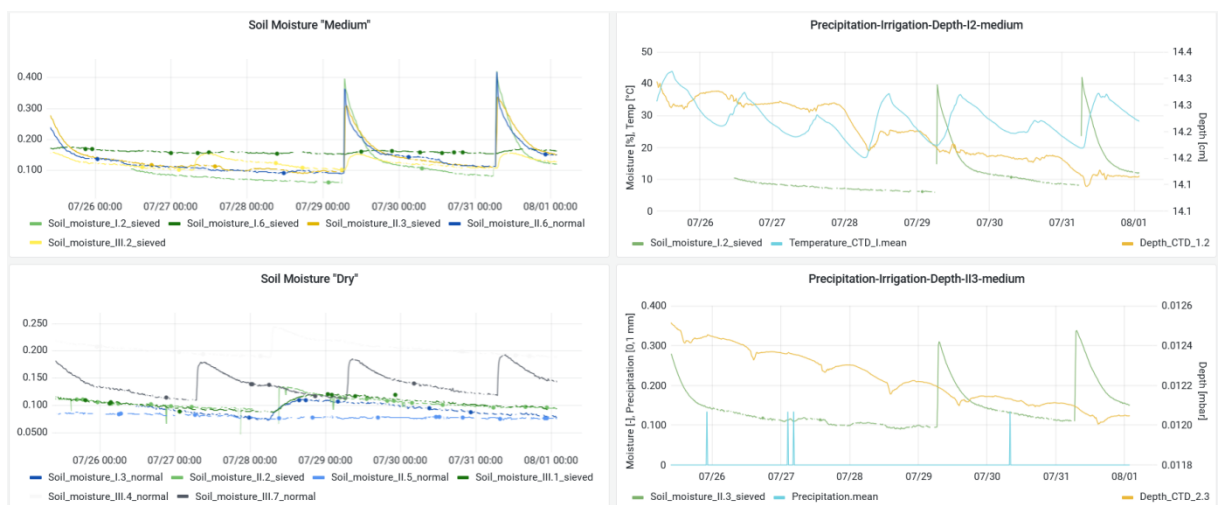 Soil Moisture "Medium"
0.400
0.300
0.200
0.100
07/26 00:00 07/27 00:00 07/28 00:00 07/29 00:00 07/30 00:00 07/31 00:00 08/01 00:00
Soil_moisture_I.2_sieved Soil_moisture_I.6_sieved Soil_moisture_II.3_sieved Soil_moisture_II.6_normal
Soil_moisture_III.2_sieved
Precipitation-Irrigation-Depth-I2-medium
Moisture [%], Temp [°C]
50
40
30
20
10
0
14.4
14.3
14.3
14.2
14.2
14.1
14.1
Depth [cm]
07/26 07/27 07/28 07/29 07/30 07/31 08/01
Soil_moisture_I.2_sieved Temperature_CTD_I.mean Depth_CTD_1.2
Soil Moisture "Dry"
0.250
0.200
0.150
0.100
0.0500
07/26 00:00 07/27 00:00 07/28 00:00 07/29 00:00 07/30 00:00 07/31 00:00 08/01 00:00
Soil_moisture_I.3_normal Soil_moisture_II.2_sieved Soil_moisture_II.5_normal Soil_moisture_III.1_sieved
Soil_moisture_III.4_normal Soil_moisture_III.7_normal
Precipitation-Irrigation-Depth-II3-medium
Moisture [-], Precipitation [0,1 mm]
0.400
0.300
0.200
0.100
0
0.0126
0.0124
0.0122
0.0120
0.0118
Depth [mbar]
07/26 07/27 07/28 07/29 07/30 07/31 08/01
Soil_moisture_II.3_sieved Precipitation.mean Depth_CTD_2.3